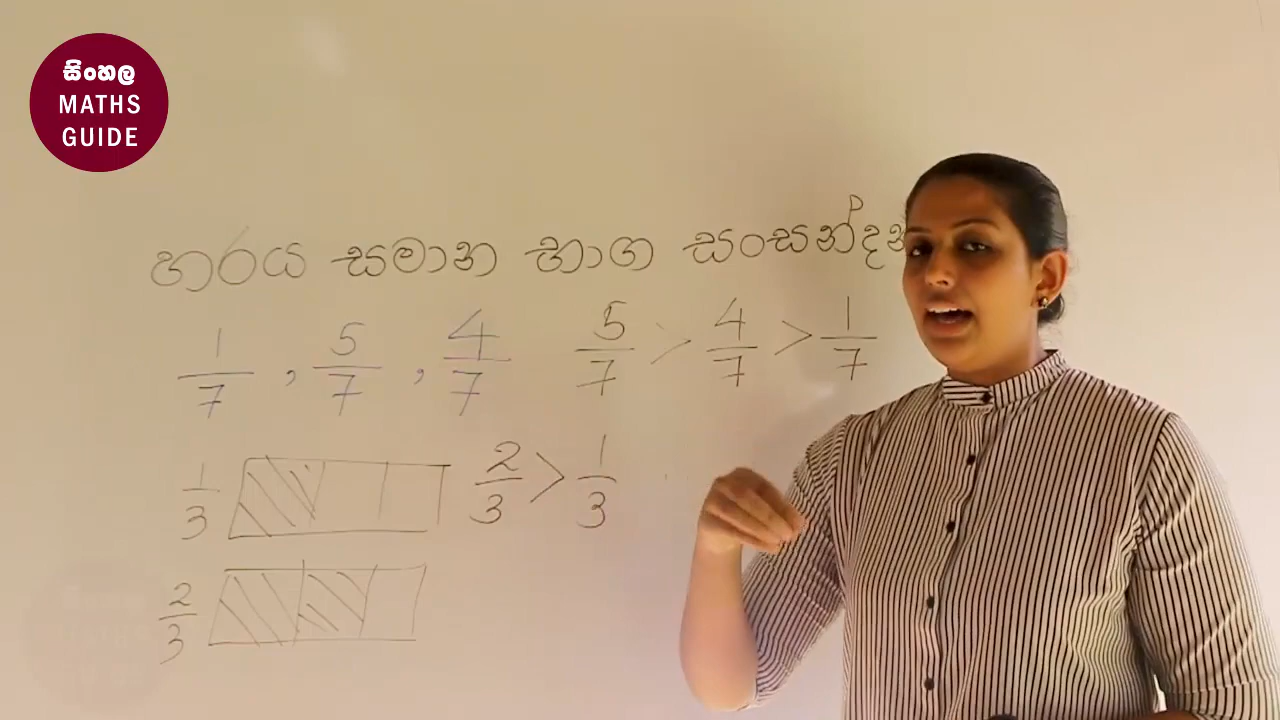 සිංහල
MATHS
GUIDE
හරය සමාන භාග සංසන්දන
1/7 , 5/7 , 4/7 5/7 > 4/7 > 1/7
1/3 2/3 > 1/3
2/3